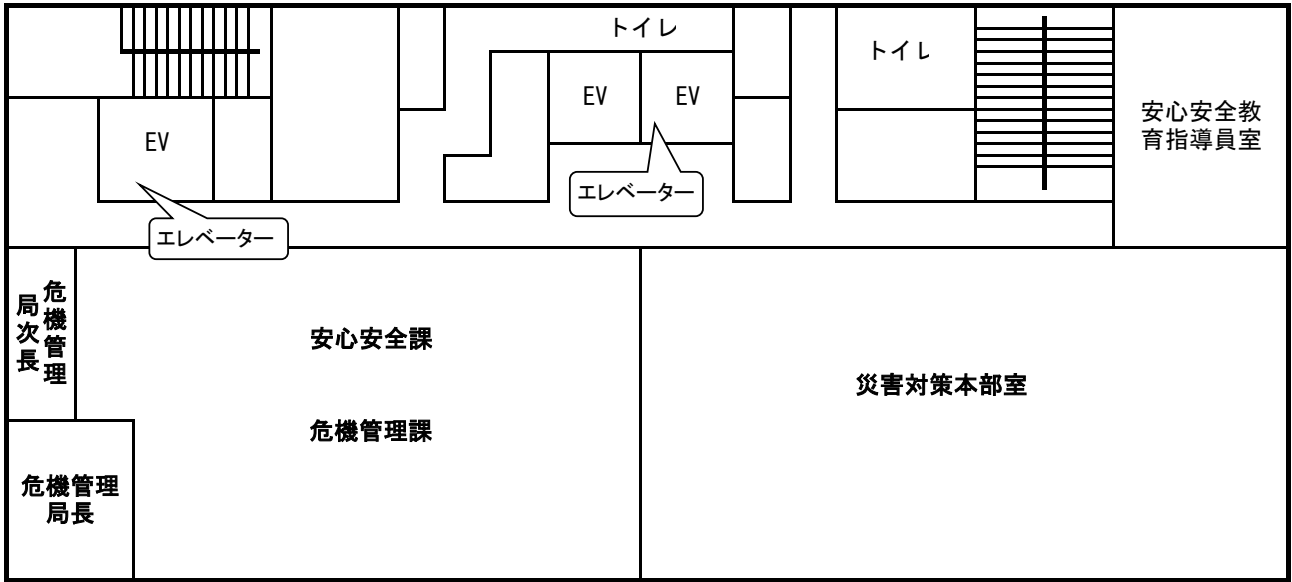 トイレ
トイレ
EV
EV
安心安全教
育指導員室
EV
エレベーター
エレベーター
危機管理
局次長
安心安全課
災害対策本部室
危機管理課
危機管理
局長